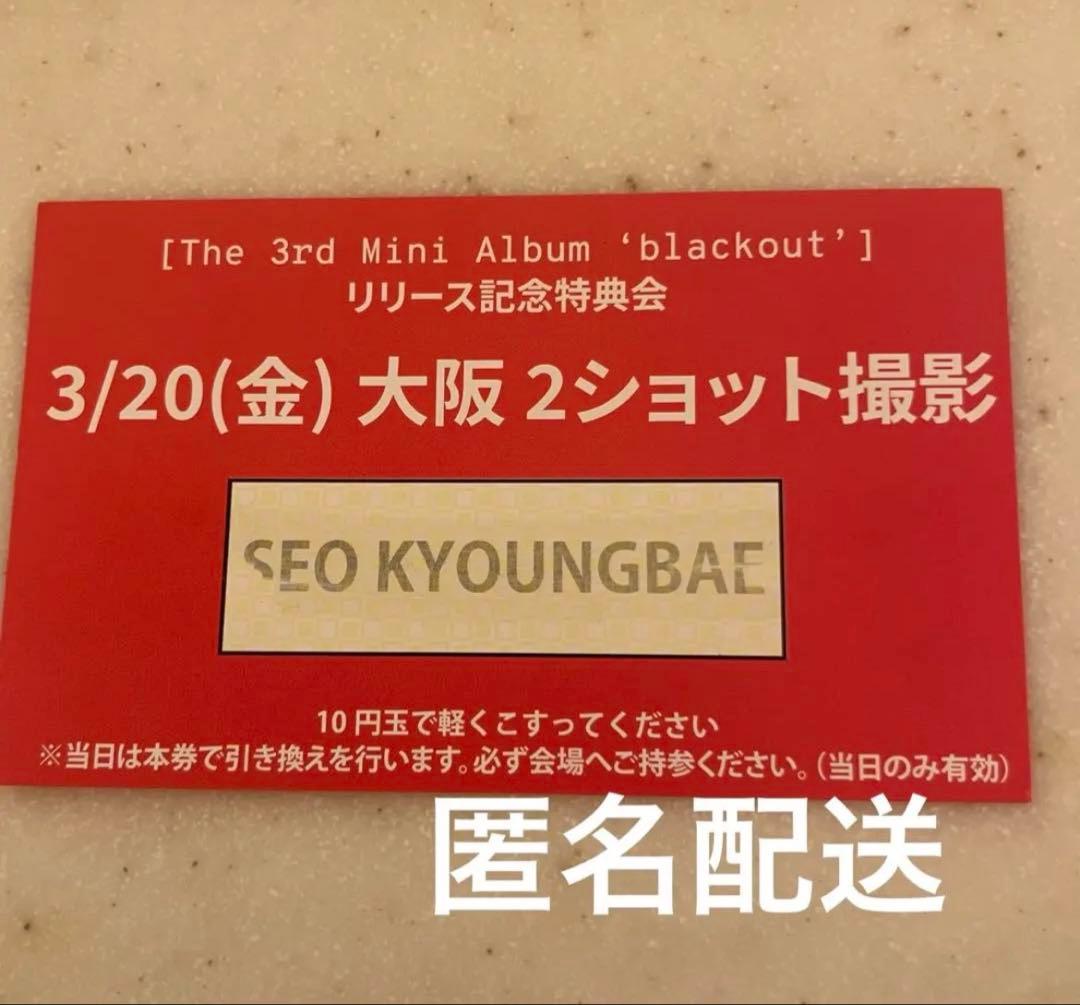 [The 3rd Mini Album ‘blackout’]
リリース記念特典会
3/20(金) 大阪 2ショット撮影
SEO KYOUNGBAE
10 円玉で軽くこすってください
※当日は本券で引き換えを行います。必ず会場へご持参ください。(当日のみ有効)
匿名配送